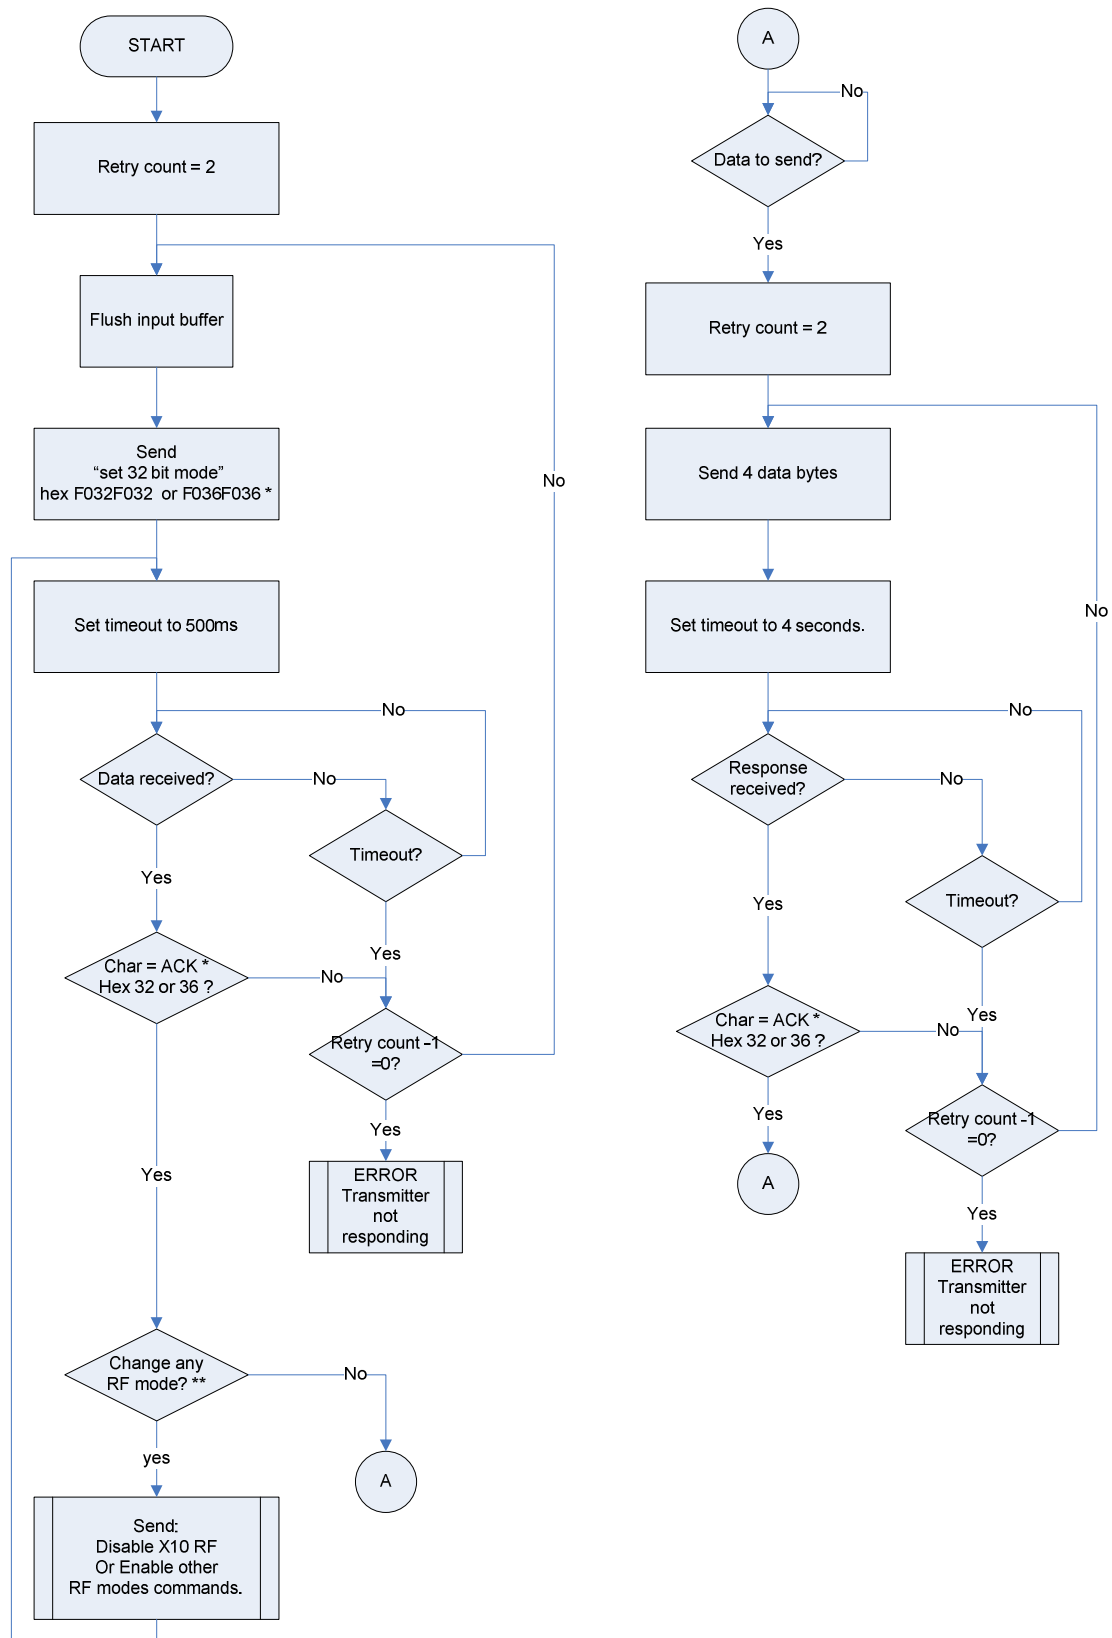 START
Retry count = 2
Flush input buffer
Send
“set 32 bit mode”
hex F032F032 or F036F036 *
No
Set timeout to 500ms
No
Data received?
No
Timeout?
Yes
Yes
Char = ACK *
Hex 32 or 36 ?
No
Retry count –1
=0?
Yes
ERROR
Transmitter
not
responding
Yes
Change any
RF mode? **
No
A
yes
Send:
Disable X10 RF
Or Enable other
RF modes commands.
A
No
Data to send?
Yes
Retry count = 2
Send 4 data bytes
No
Set timeout to 4 seconds.
No
Response
received?
No
Timeout?
Yes
Yes
Char = ACK *
Hex 32 or 36 ?
No
Retry count –1
=0?
Yes
A
Yes
ERROR
Transmitter
not
responding